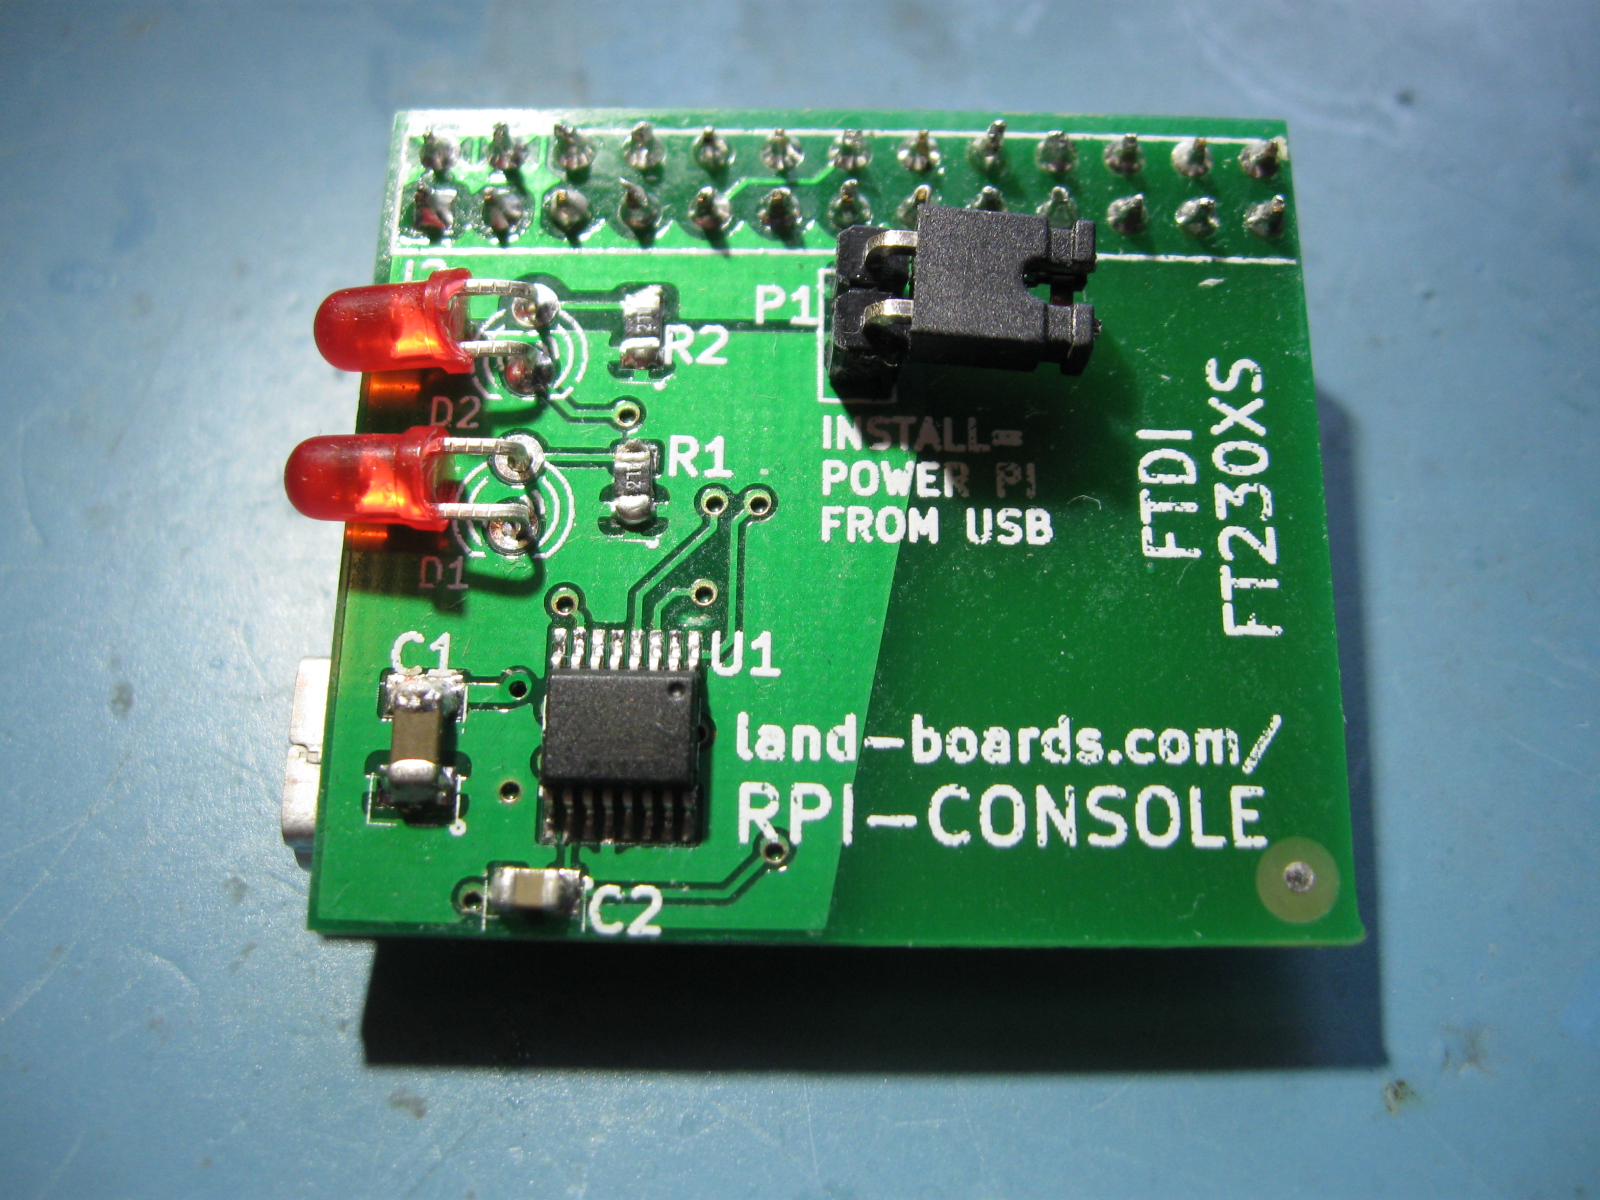 P1
R2
D2
INSTALL=
POWER PI
FROM USB
R1
D1
FTDI
FT230XS
C1
U1
land-boards.com/
RPI-CONSOLE
C2